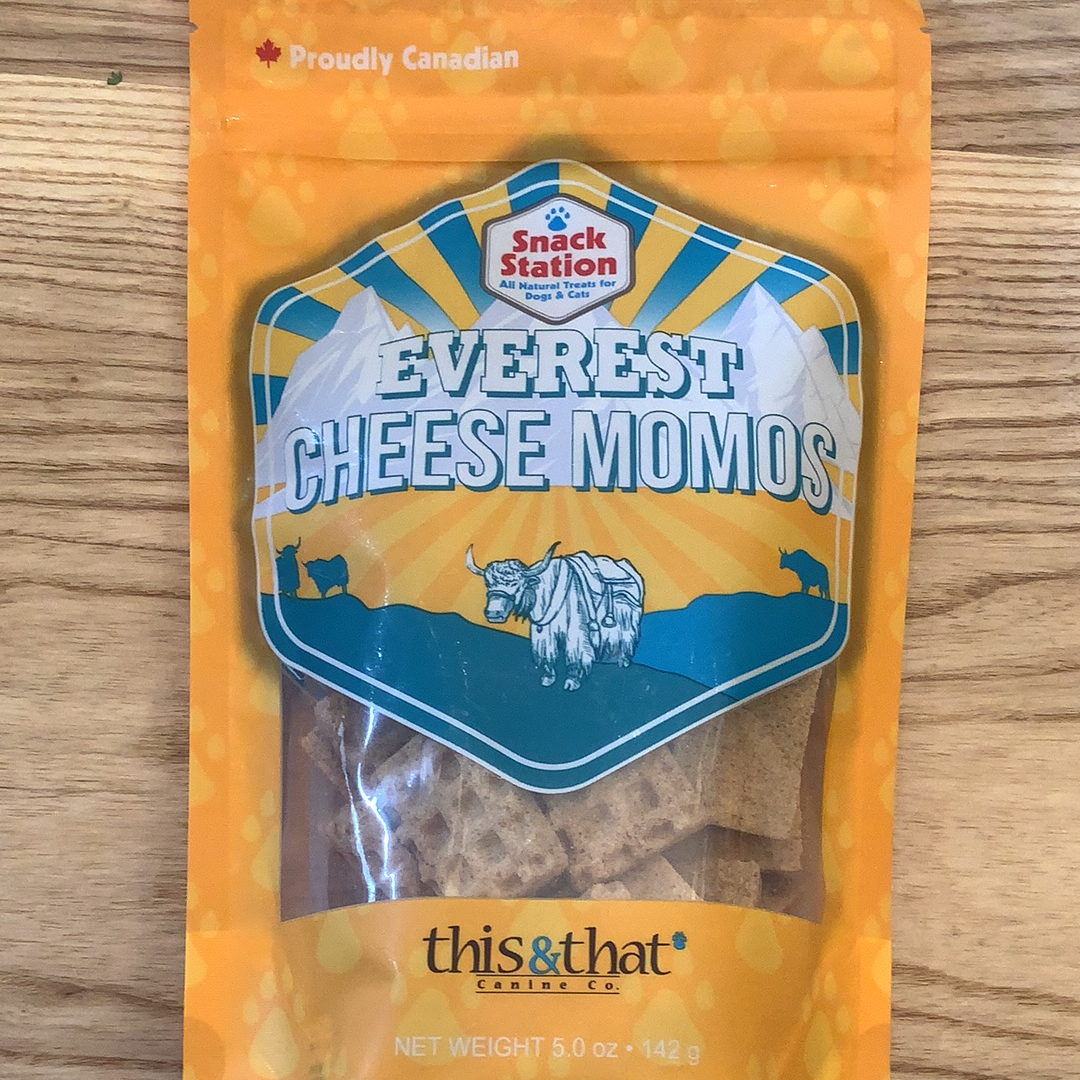 Proudly Canadian
Snack
Station
All Natural Treats for
Dogs & Cats
EVEREST
CHEESE MOMOS
this&that
Canine Co.
NET WEIGHT 5.0 oz • 142 g